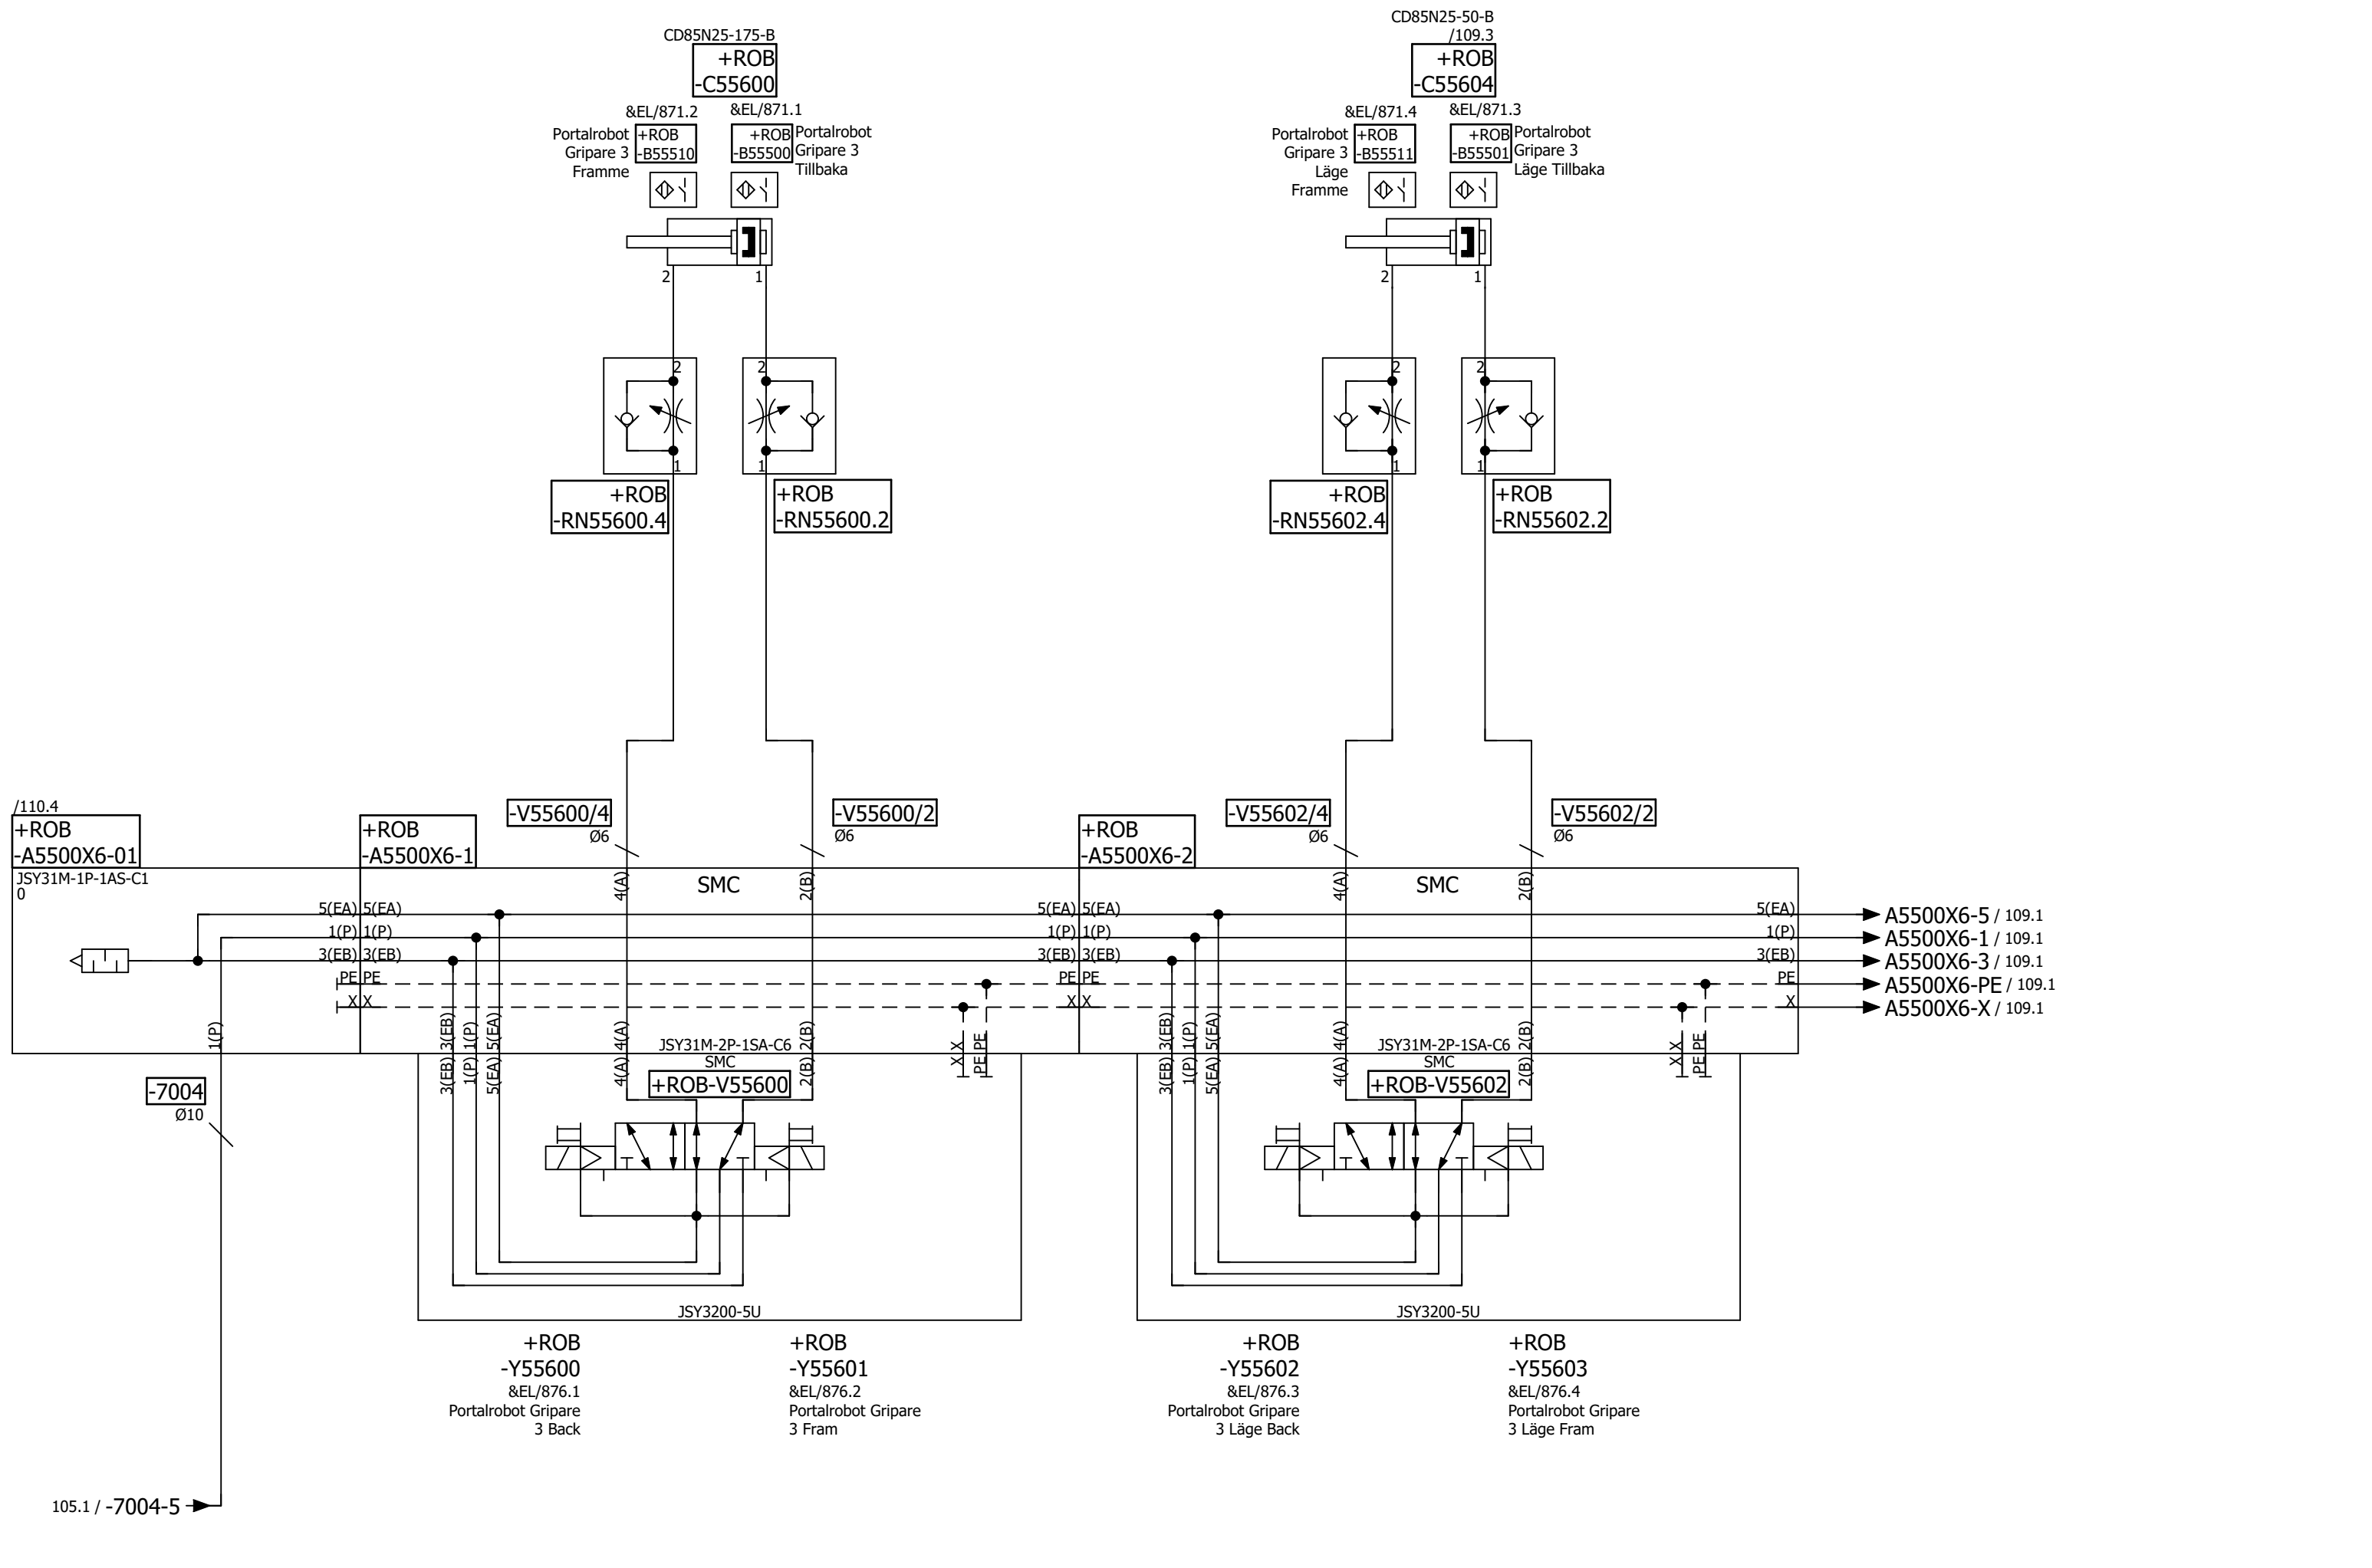 CD85N25-175-B
+ROB
-C55600
&EL/871.2
&EL/871.1
Portalrobot
Gripare 3
Framme
+ROB
-B55510
+ROB
-B55500
Portalrobot
Gripare 3
Tillbaka
2
1
2
1
2
1
+ROB
-RN55600.4
+ROB
-RN55600.2
CD85N25-50-B
/109.3
+ROB
-C55604
&EL/871.4
&EL/871.3
Portalrobot
Gripare 3
Läge
Framme
+ROB
-B55511
+ROB
-B55501
Portalrobot
Gripare 3
Läge Tillbaka
2
1
2
1
2
1
+ROB
-RN55602.4
+ROB
-RN55602.2
/110.4
+ROB
-A5500X6-01
JSY31M-1P-1AS-C1
0
+ROB
-A5500X6-1
-V55600/4
Ø6
-V55600/2
Ø6
+ROB
-A5500X6-2
-V55602/4
Ø6
-V55602/2
Ø6
4(A)
SMC
2(B)
4(A)
SMC
2(B)
5(EA) 5(EA)
5(EA) 5(EA)
5(EA)
A5500X6-5 / 109.1
1(P) 1(P)
1(P) 1(P)
1(P)
A5500X6-1 / 109.1
3(EB) 3(EB)
3(EB) 3(EB)
3(EB)
A5500X6-3 / 109.1
PE PE
PE PE
PE
A5500X6-PE / 109.1
X X
X X
X
A5500X6-X / 109.1
1(P)
3(EB) 3(EB)
1(P) 1(P)
5(EA) 5(EA)
4(A) 4(A)
JSY31M-2P-1SA-C6
SMC
+ROB-V55600
2(B) 2(B)
X X
PE PE
3(EB) 3(EB)
1(P) 1(P)
5(EA) 5(EA)
4(A) 4(A)
JSY31M-2P-1SA-C6
SMC
+ROB-V55602
2(B) 2(B)
X X
PE PE
-7004
Ø10
JSY3200-5U
JSY3200-5U
+ROB
-Y55600
&EL/876.1
Portalrobot Gripare
3 Back
+ROB
-Y55601
&EL/876.2
Portalrobot Gripare
3 Fram
+ROB
-Y55602
&EL/876.3
Portalrobot Gripare
3 Läge Back
+ROB
-Y55603
&EL/876.4
Portalrobot Gripare
3 Läge Fram
105.1 / -7004-5